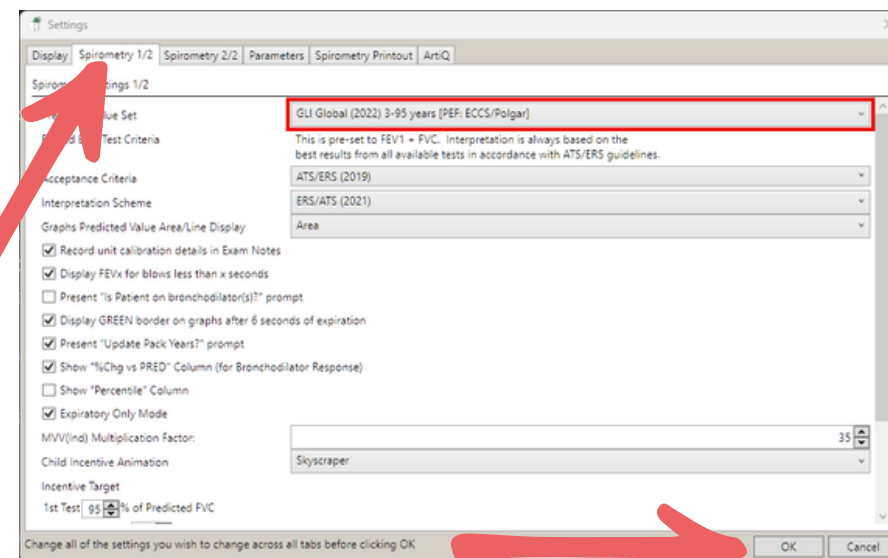 Settings
Display Spirometry 1/2 Spirometry 2/2 Parameters Spirometry Printout ArtiQ
ings 1/2
ue Set GLI Global (2022) 3-95 years [PEF: ECCS/Polgar]
Test Criteria This is pre-set to FEV1 + FVC. Interpretation is always based on the
best results from all available tests in accordance with ATS/ERS guidelines.
Acceptance Criteria ATS/ERS (2019)
Interpretation Scheme ERS/ATS (2021)
Graphs Predicted Value Area/Line Display Area
Record unit calibration details in Exam Notes
Display FEVx for blows less than x seconds
Present "Is Patient on bronchodilator(s)?" prompt
Display GREEN border on graphs after 6 seconds of expiration
Present "Update Pack Years?" prompt
Show "%Chg vs PRED" Column (for Bronchodilator Response)
Show "Percentile" Column
Expiratory Only Mode
MVV(Ind) Multiplication Factor: 35
Child Incentive Animation Skyscraper
Incentive Target
1st Test 95 % of Predicted FVC
Change all of the settings you wish to change across all tabs before clicking OK
OK Cancel